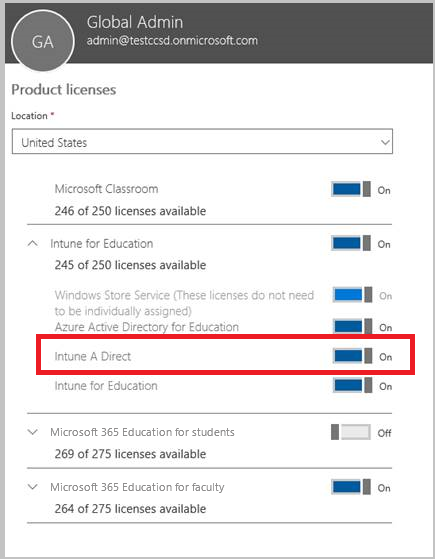 GA
Global Admin
admin@testccsd.onmicrosoft.com
Product licenses
Location *
United States
Microsoft Classroom On
246 of 250 licenses available
Intune for Education On
245 of 250 licenses available
Windows Store Service (These licenses do not need On
to be individually assigned)
Azure Active Directory for Education On
Intune A Direct On
Intune for Education On
Microsoft 365 Education for students Off
269 of 275 licenses available
Microsoft 365 Education for faculty On
264 of 275 licenses available